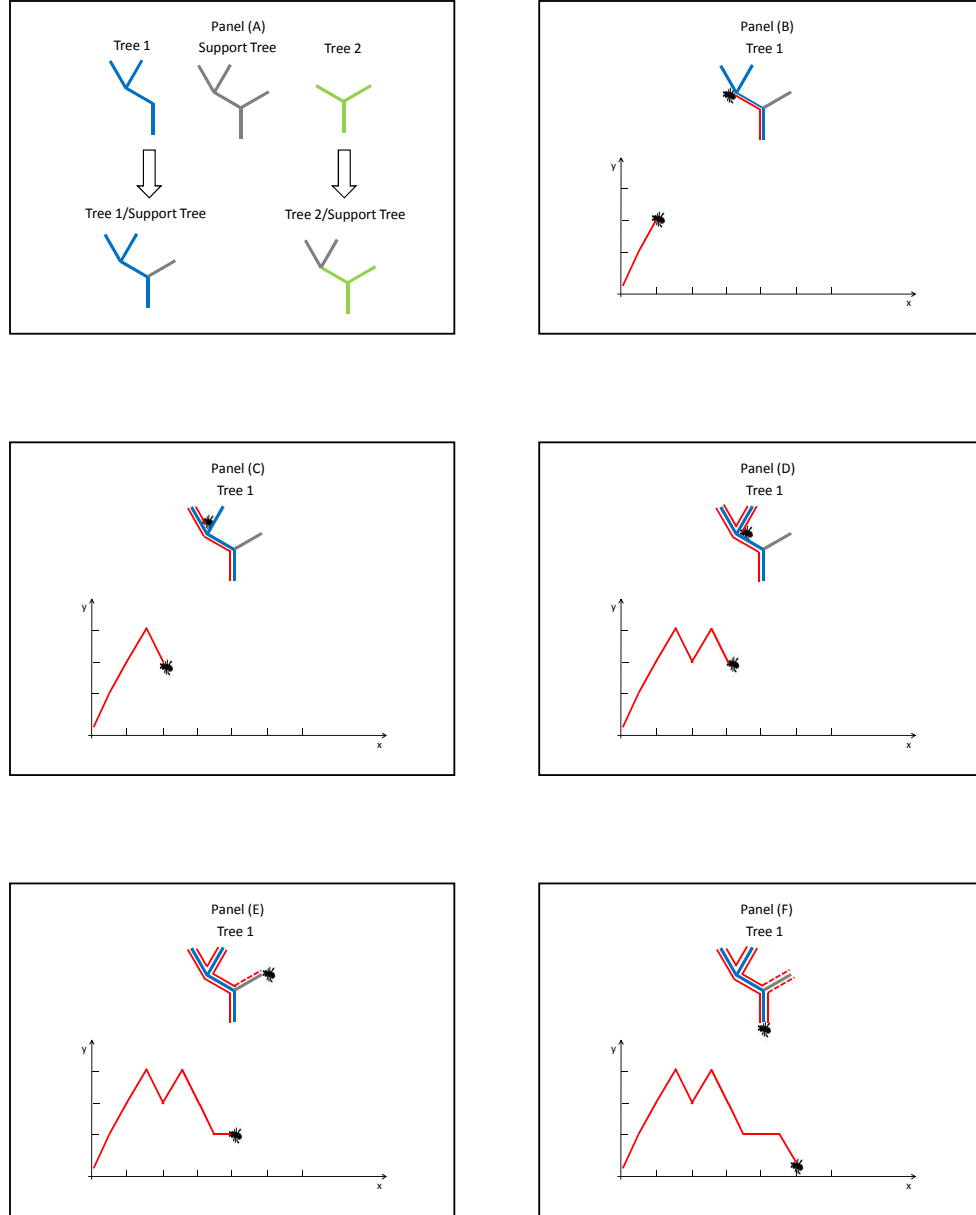 Panel (A)
Tree 1
Support Tree
Tree 2
Tree 1/Support Tree
Tree 2/Support Tree
Panel (B)
Tree 1
y
x
Panel (C)
Tree 1
y
x
Panel (D)
Tree 1
y
x
Panel (E)
Tree 1
y
x
Panel (F)
Tree 1
y
x